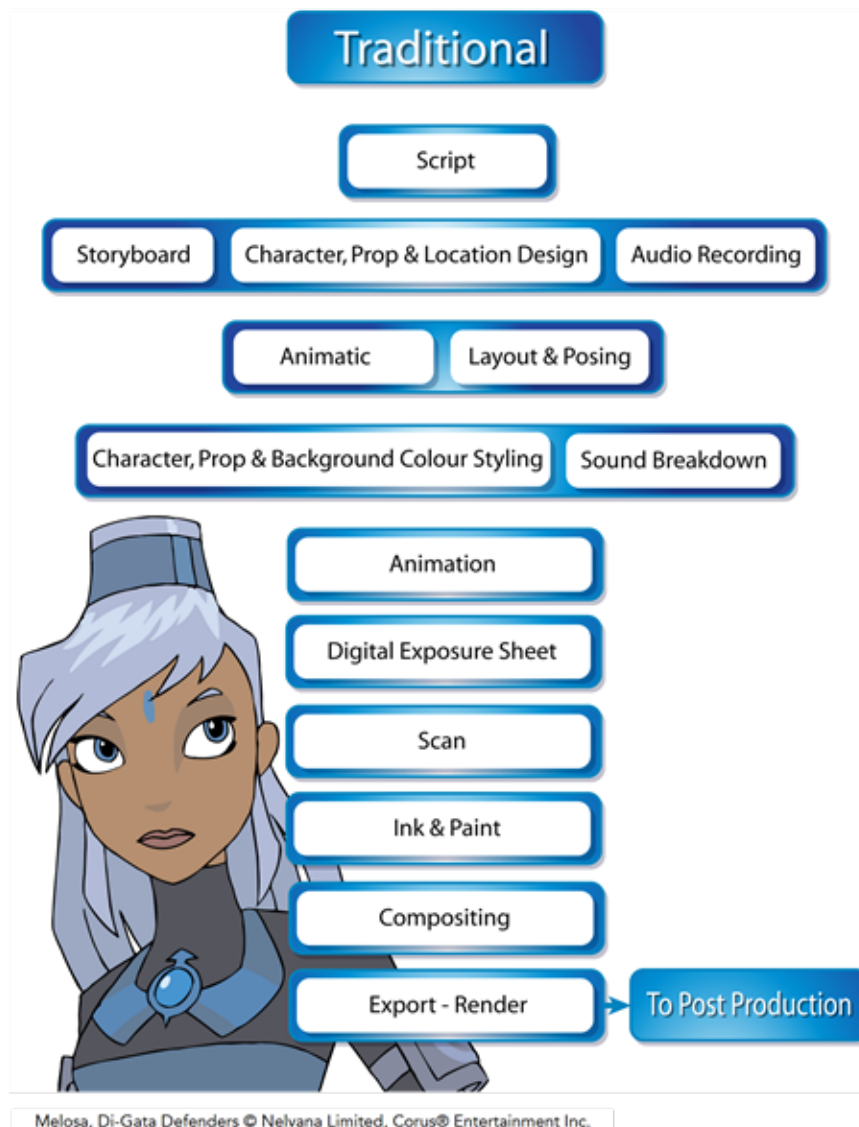 Traditional
Script
Storyboard
Character, Prop & Location Design
Audio Recording
Animatic
Layout & Posing
Character, Prop & Background Colour Styling
Sound Breakdown
Animation
Digital Exposure Sheet
Scan
Ink & Paint
Compositing
Export - Render
To Post Production
Melosa, Di-Gata Defenders © Nelvana Limited, Corus® Entertainment Inc.